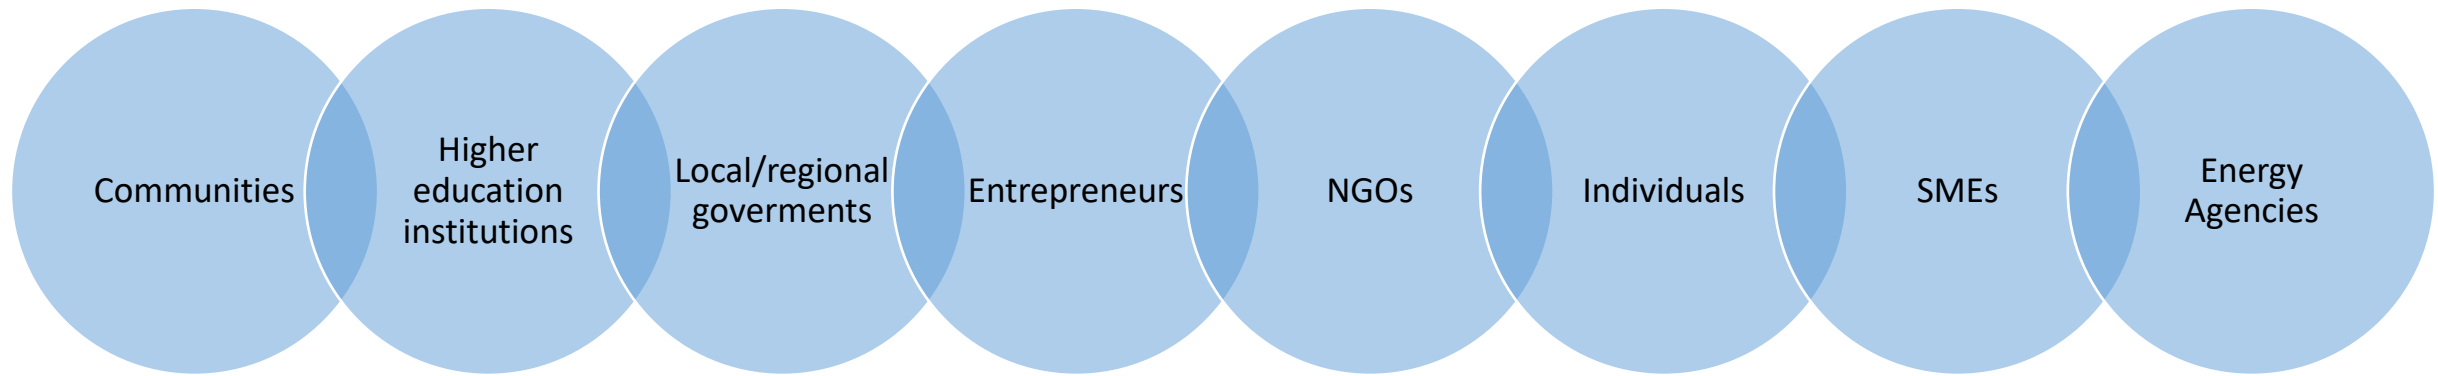 Communities
Higher
education
institutions
Local/regional
goverments
Entrepreneurs
NGOs
Individuals
SMEs
Energy
Agencies